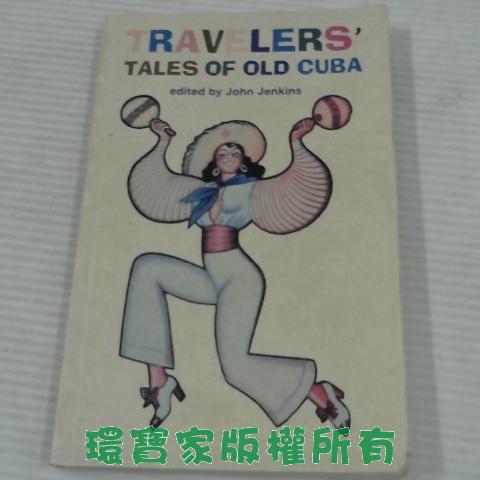 TRAVELERS'
TALES OF OLD CUBA
edited by John Jenkins
環寶家版權所有